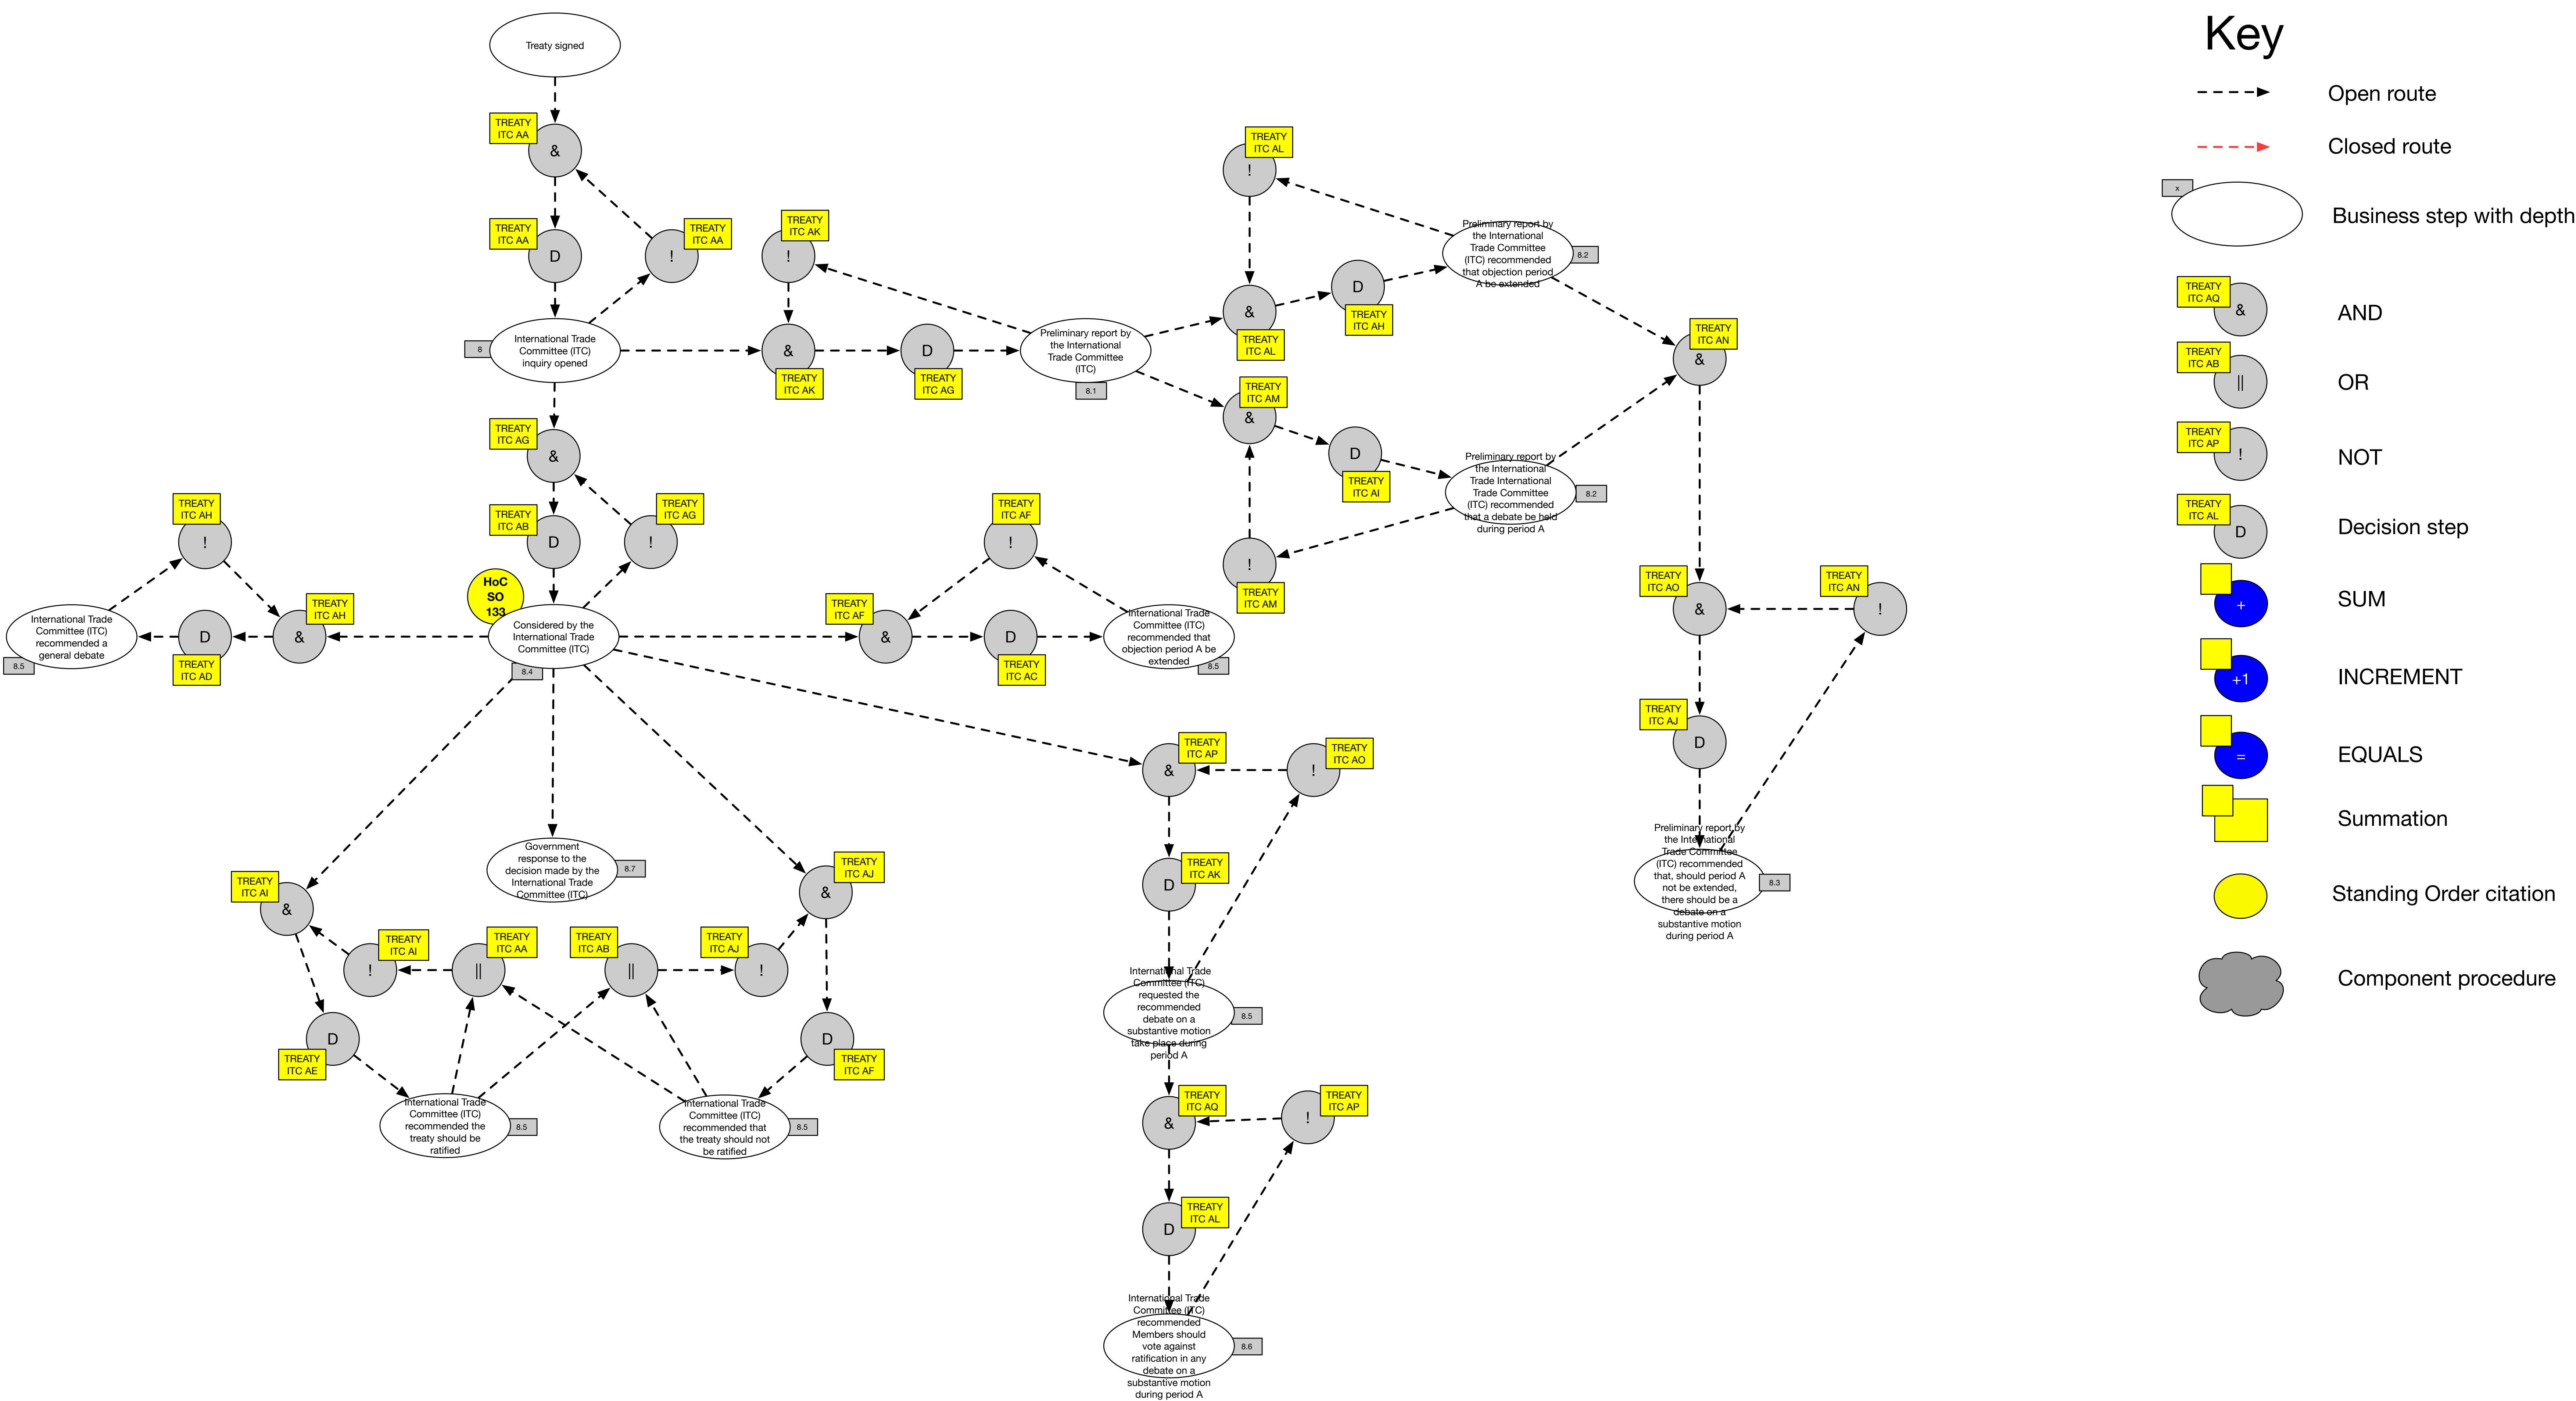 Treaty signed
TREATY
ITC AA
&
TREATY
ITC AA
D
!
TREATY
ITC AA
8
International Trade
Committee (ITC)
inquiry opened
TREATY
ITC AK
!
&
TREATY
ITC AK
D
TREATY
ITC AG
Preliminary report by
the International
Trade Committee
(ITC)
8.1
TREATY
ITC AL
!
&
TREATY
ITC AL
D
TREATY
ITC AH
Preliminary report by
the International
Trade Committee
(ITC) recommended
that objection period
A be extended
8.2
TREATY
ITC AM
&
D
TREATY
ITC AI
Preliminary report by
the International
Trade International
Trade Committee
(ITC) recommended
that a debate be held
during period A
8.2
!
TREATY
ITC AM
TREATY
ITC AN
&
TREATY
ITC AO
&
TREATY
ITC AN
!
TREATY
ITC AJ
D
Preliminary report by
the International
Trade Committee
(ITC) recommended
that, should period A
not be extended,
there should be a
debate on a
substantive motion
during period A
8.3
TREATY
ITC AG
&
TREATY
ITC AB
D
TREATY
ITC AG
!
HoC
SO
133
Considered by the
International Trade
Committee (ITC)
8.4
TREATY
ITC AH
!
TREATY
ITC AH
&
D
TREATY
ITC AD
International Trade
Committee (ITC)
recommended a
general debate
8.5
TREATY
ITC AF
!
TREATY
ITC AF
&
D
TREATY
ITC AC
International Trade
Committee (ITC)
recommended that
objection period A be
extended
8.5
TREATY
ITC AP
&
TREATY
ITC AO
!
TREATY
ITC AK
D
International Trade
Committee (ITC)
requested the
recommended
debate on a
substantive motion
take place during
period A
8.5
TREATY
ITC AQ
&
TREATY
ITC AP
!
TREATY
ITC AL
D
International Trade
Committee (ITC)
recommended
Members should
vote against
ratification in any
debate on a
substantive motion
during period A
8.6
Government
response to the
decision made by the
International Trade
Committee (ITC)
8.7
TREATY
ITC AI
&
TREATY
ITC AI
!
TREATY
ITC AA
||
TREATY
ITC AB
||
TREATY
ITC AJ
!
TREATY
ITC AJ
&
D
TREATY
ITC AE
D
TREATY
ITC AF
International Trade
Committee (ITC)
recommended the
treaty should be
ratified
8.5
International Trade
Committee (ITC)
recommended that
the treaty should not
be ratified
8.5
Key
Open route
Closed route
x
Business step with depth
TREATY
ITC AQ
&
AND
TREATY
ITC AB
||
OR
TREATY
ITC AP
!
NOT
TREATY
ITC AL
D
Decision step
+
SUM
+1
INCREMENT
=
EQUALS
Summation
Standing Order citation
Component procedure